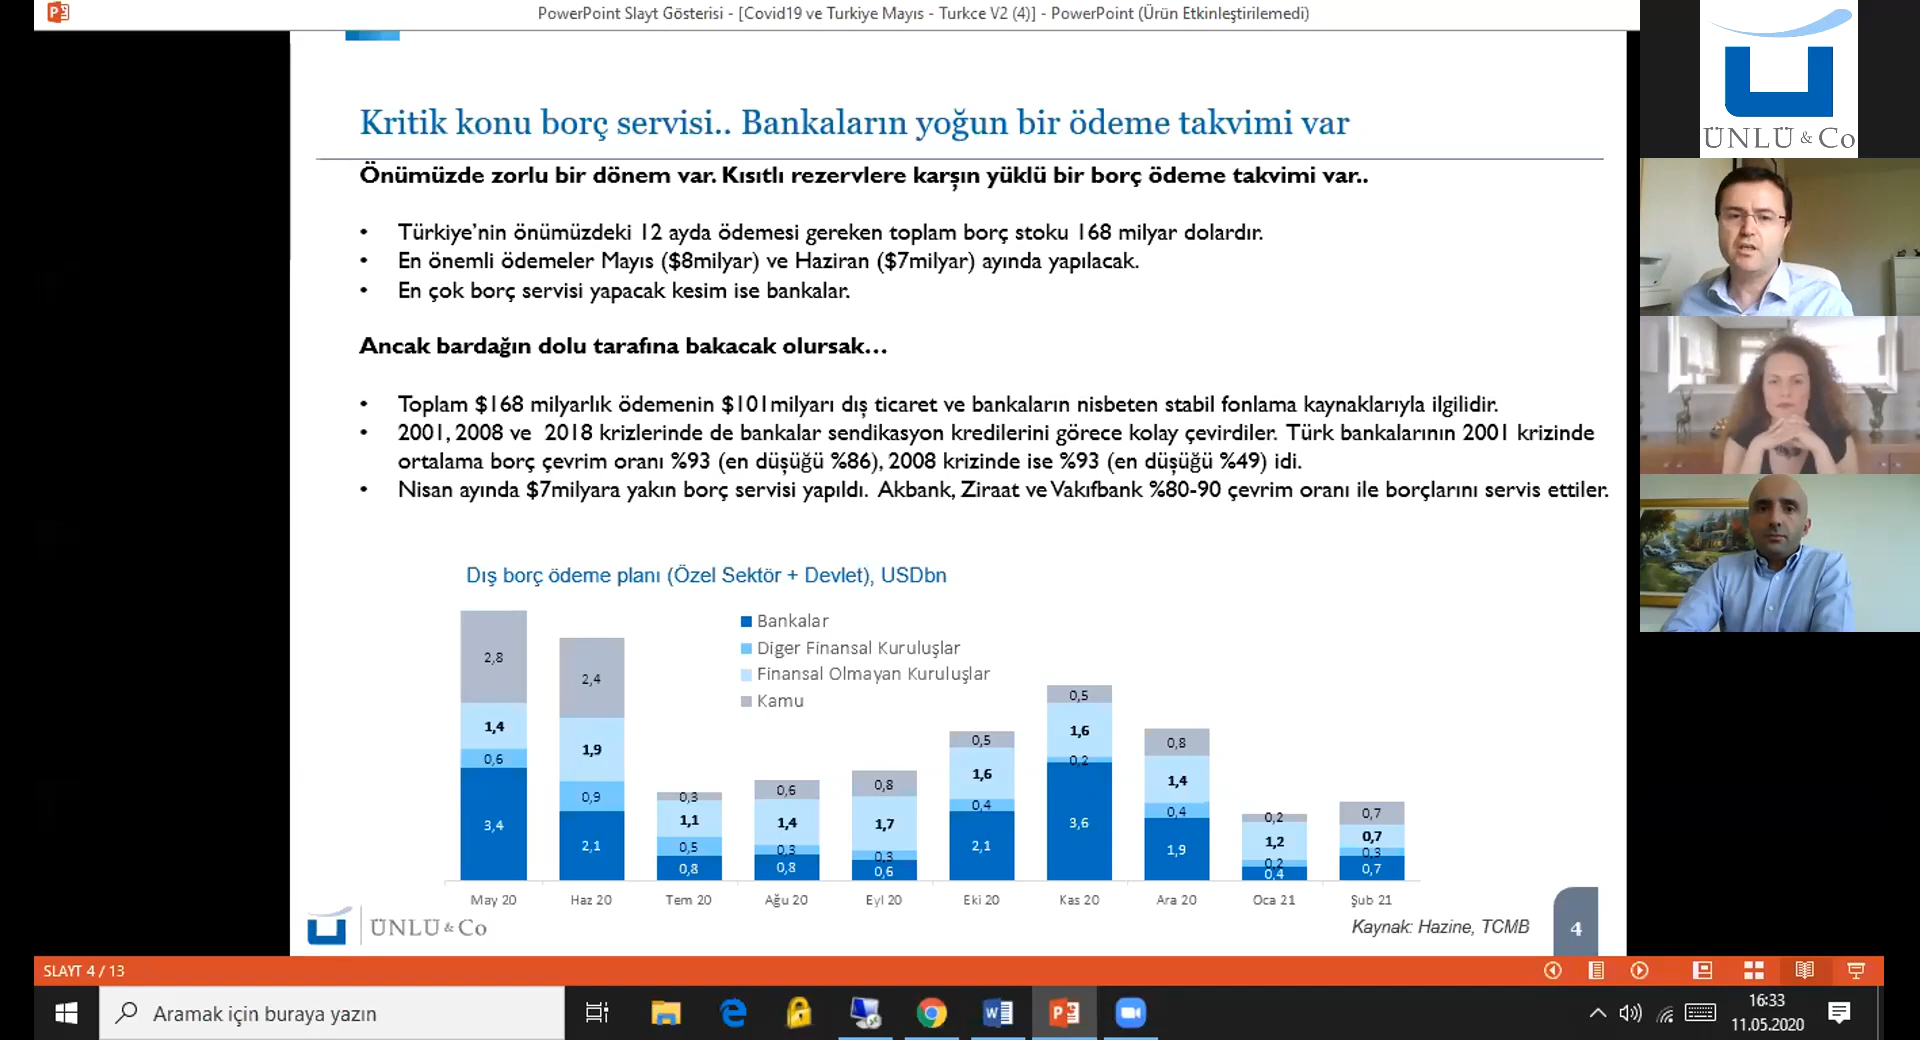 PowerPoint Slayt Gösterisi - [Covid19 ve Turkiye Mayıs - Turkce V2 (4)] - PowerPoint (Ürün Etkinleştirilemedi)
ÜNLÜ & Co
Kritik konu borç servisi.. Bankaların yoğun bir ödeme takvimi var
Önümüzde zorlu bir dönem var. Kısıtlı rezervlere karşın yüklü bir borç ödeme takvimi var..
• Türkiye’nin önümüzdeki 12 ayda ödemesi gereken toplam borç stoku 168 milyar dolardır.
• En önemli ödemeler Mayıs ($8milyar) ve Haziran ($7milyar) ayında yapılacak.
• En çok borç servisi yapacak kesim ise bankalar.
Ancak bardağın dolu tarafına bakacak olursak…
• Toplam $168 milyarlık ödemenin $101milyarı dış ticaret ve bankaların nisbeten stabil fonlama kaynaklarıyla ilgilidir.
• 2001, 2008 ve 2018 krizlerinde de bankalar sendikasyon kredilerini görece kolay çevirdiler. Türk bankalarının 2001 krizinde
ortalama borç çevrim oranı %93 (en düşüğü %86), 2008 krizinde ise %93 (en düşüğü %49) idi.
• Nisan ayında $7milyara yakın borç servisi yapıldı. Akbank, Ziraat ve Vakıfbank %80-90 çevrim oranı ile borçlarını servis ettiler.
Dış borç ödeme planı (Özel Sektör + Devlet), USDbn
Bankalar
Diger Finansal Kuruluşlar
Finansal Olmayan Kuruluşlar
Kamu
2,8 2,4 0,3 0,6 0,8 0,5 0,5 0,8 0,2 0,7
1,4 1,9 1,1 1,4 1,7 1,6 1,6 1,4 1,2 0,7
0,6 0,9 0,5 0,3 0,3 0,4 0,2 0,4 0,2 0,3
3,4 2,1 0,8 0,8 0,6 2,1 3,6 1,9 0,4 0,7
May 20 Haz 20 Tem 20 Ağu 20 Eyl 20 Eki 20 Kas 20 Ara 20 Oca 21 Şub 21
ÜNLÜ & Co
Kaynak: Hazine, TCMB
4
SLAYT 4 / 13
Aramak için buraya yazın
16:33
11.05.2020